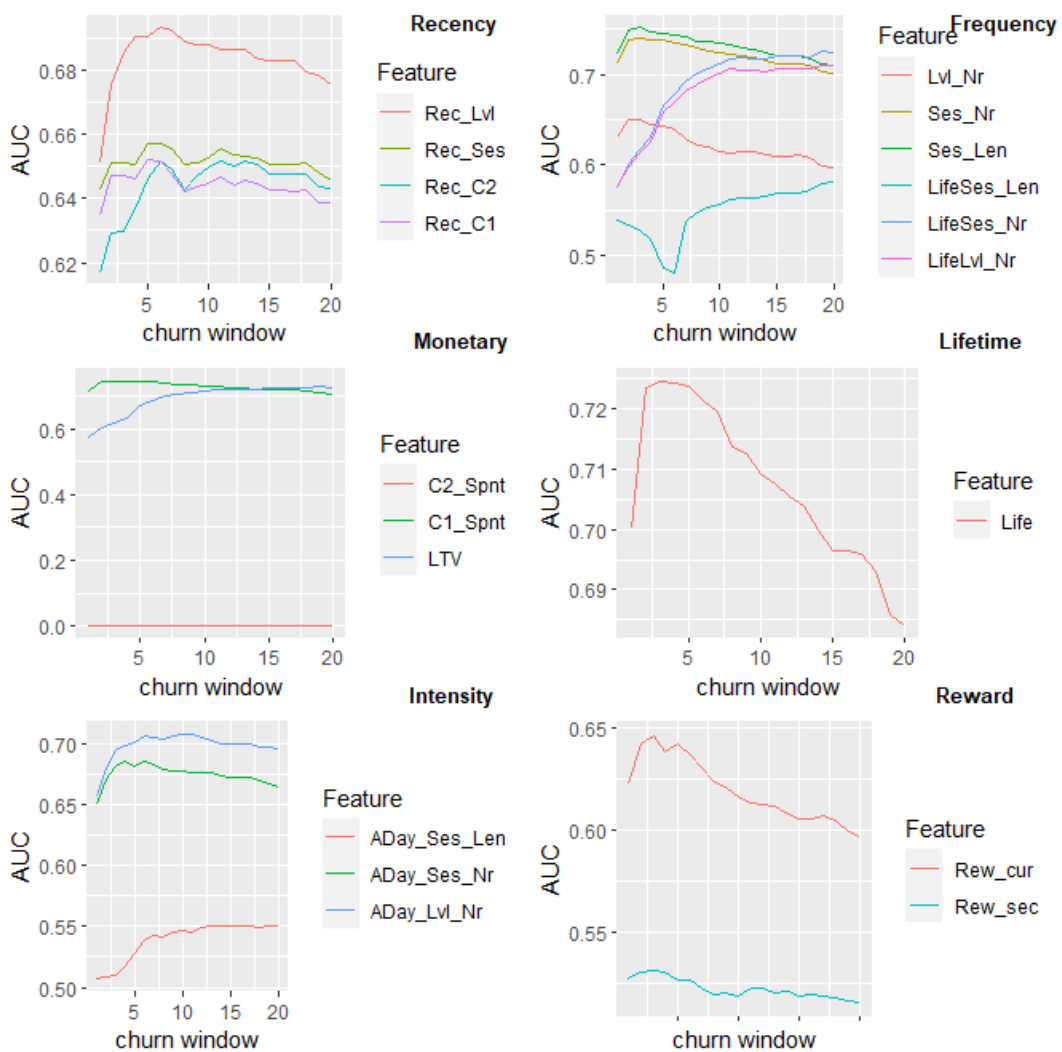 Recency
Feature
Rec_Lvl
Rec_Ses
Rec_C2
Rec_C1
AUC
0.68
0.66
0.64
0.62
5 10 15 20
churn window
Frequency
Feature
Lvl_Nr
Ses_Nr
Ses_Len
LifeSes_Len
LifeSes_Nr
LifeLvl_Nr
AUC
0.7
0.6
0.5
5 10 15 20
churn window
Monetary
Feature
C2_Spnt
C1_Spnt
LTV
AUC
0.6
0.4
0.2
0.0
5 10 15 20
churn window
Lifetime
Feature
Life
AUC
0.72
0.71
0.70
0.69
5 10 15 20
churn window
Intensity
Feature
ADay_Ses_Len
ADay_Ses_Nr
ADay_Lvl_Nr
AUC
0.70
0.65
0.60
0.55
0.50
5 10 15 20
churn window
Reward
Feature
Rew_cur
Rew_sec
AUC
0.65
0.60
0.55
churn window